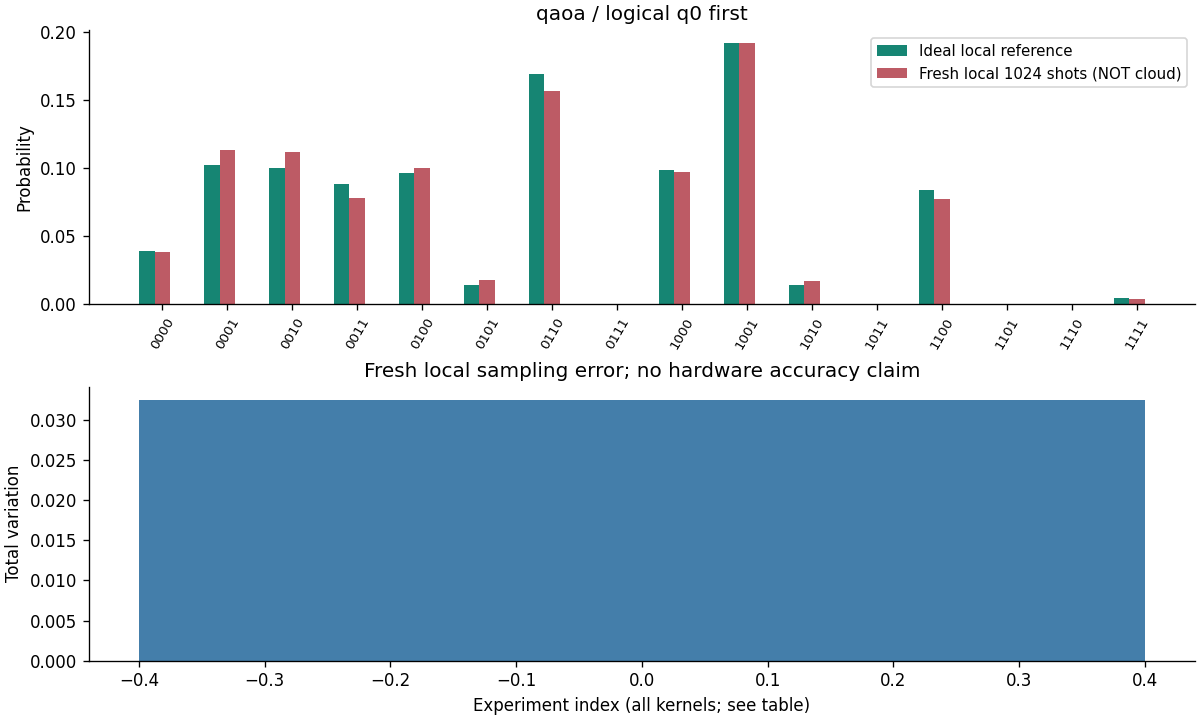 qaoa / logical q0 first
Ideal local reference
Fresh local 1024 shots (NOT cloud)
Probability
0.20
0.15
0.10
0.05
0.00
0000 0001 0010 0011 0100 0101 0110 0111 1000 1001 1010 1011 1100 1101 1110 1111
Fresh local sampling error; no hardware accuracy claim
Total variation
0.030
0.025
0.020
0.015
0.010
0.005
0.000
−0.4 −0.3 −0.2 −0.1 0.0 0.1 0.2 0.3 0.4
Experiment index (all kernels; see table)